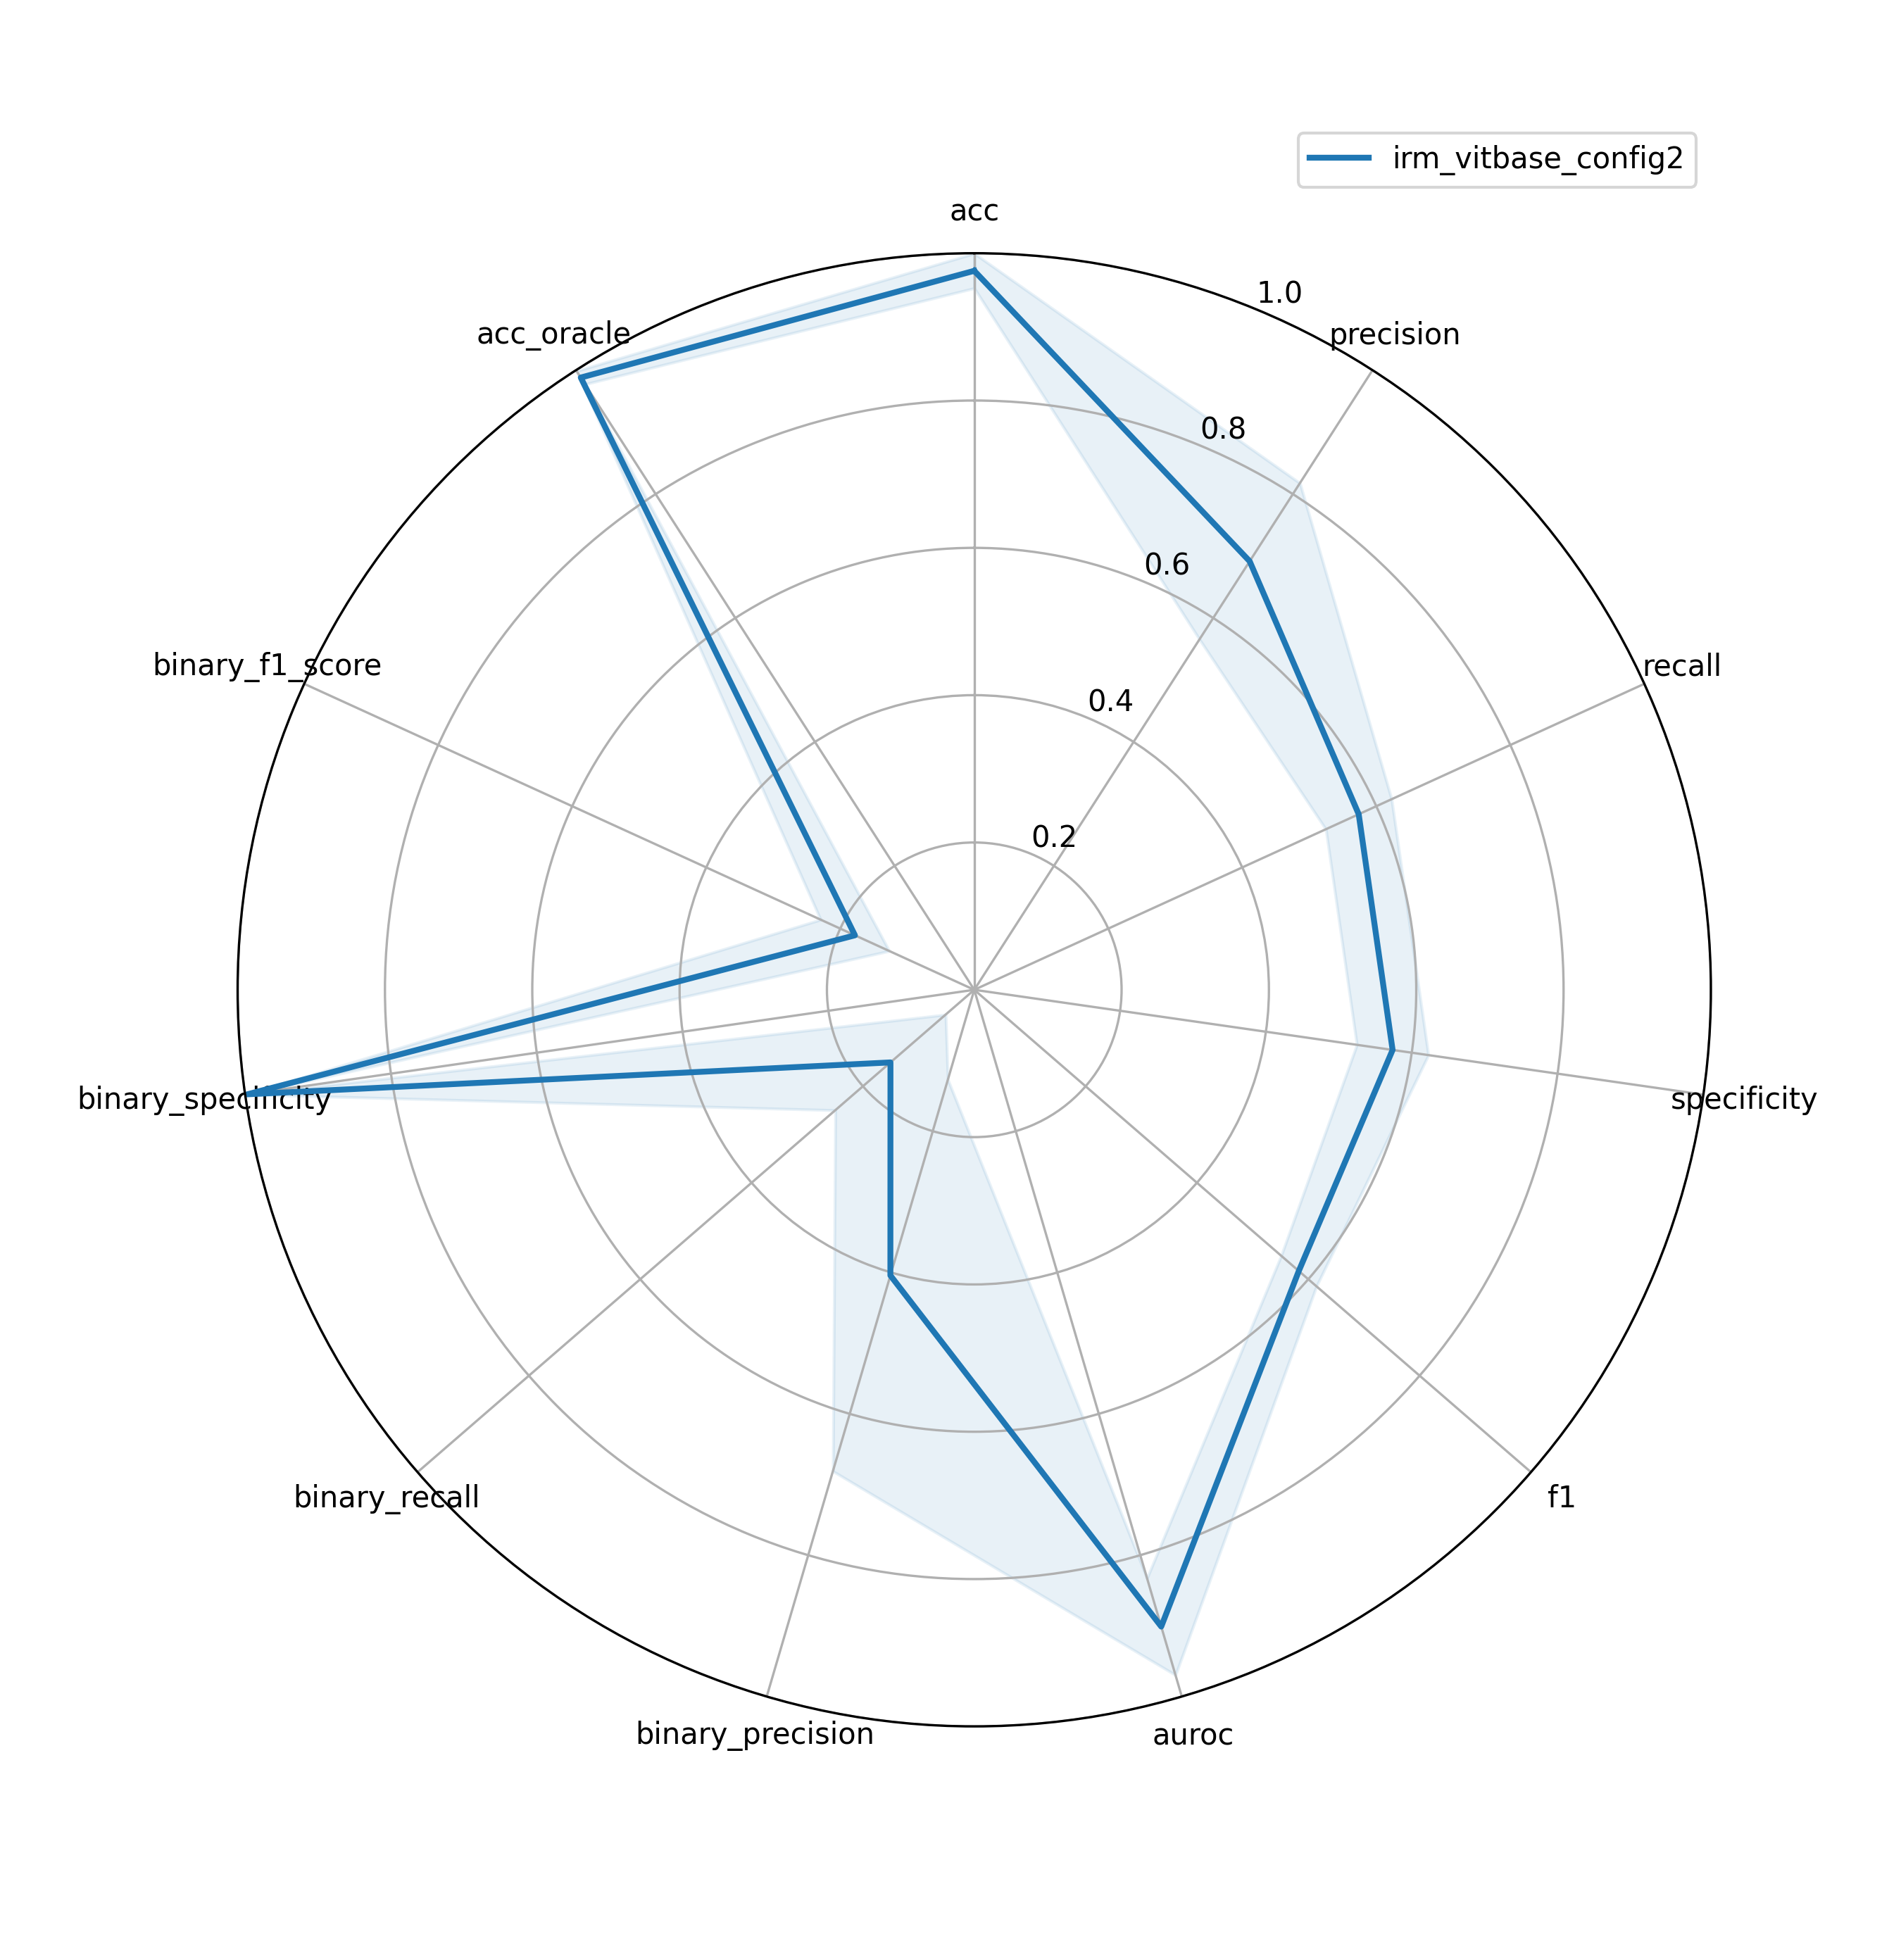 irm_vitbase_config2
acc
1.0
acc_oracle
precision
0.8
0.6
binary_f1_score
recall
0.4
0.2
binary_specificity
specificity
binary_recall
f1
binary_precision
auroc